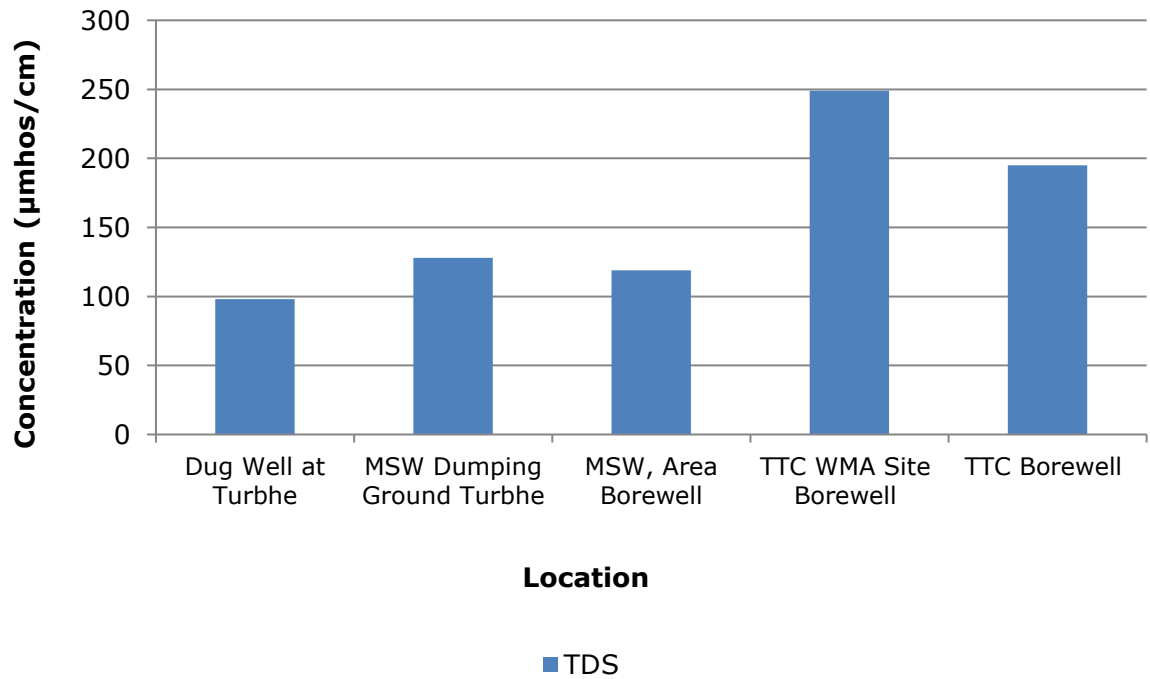 Concentration (µmhos/cm)
300
250
200
150
100
50
0
Dug Well at
Turbhe
MSW Dumping
Ground Turbhe
MSW, Area
Borewell
TTC WMA Site
Borewell
TTC Borewell
Location
TDS